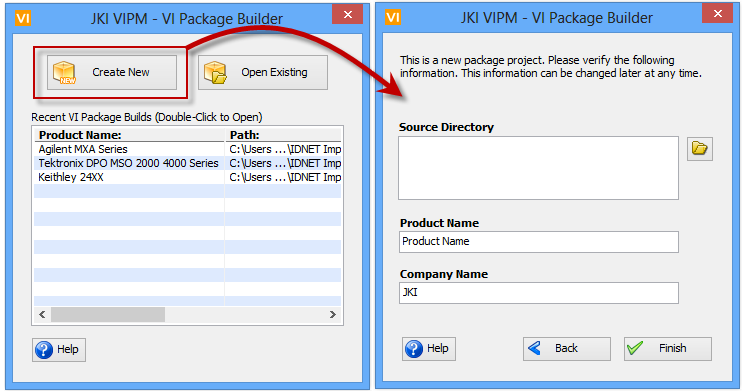 VI JKI VIPM - VI Package Builder
Create New
Open Existing
Recent VI Package Builds (Double-Click to Open)
Product Name: Path:
Agilent MXA Series C:\Users ...\IDNET Imp
Tektronix DPO MSO 2000 4000 Series C:\Users ...\IDNET Imp
Keithley 24XX C:\Users ...\IDNET Imp
Help
VI JKI VIPM - VI Package Builder
This is a new package project. Please verify the following
information. This information can be changed later at any time.
Source Directory
Product Name
Product Name
Company Name
JKI
Help
Back
Finish